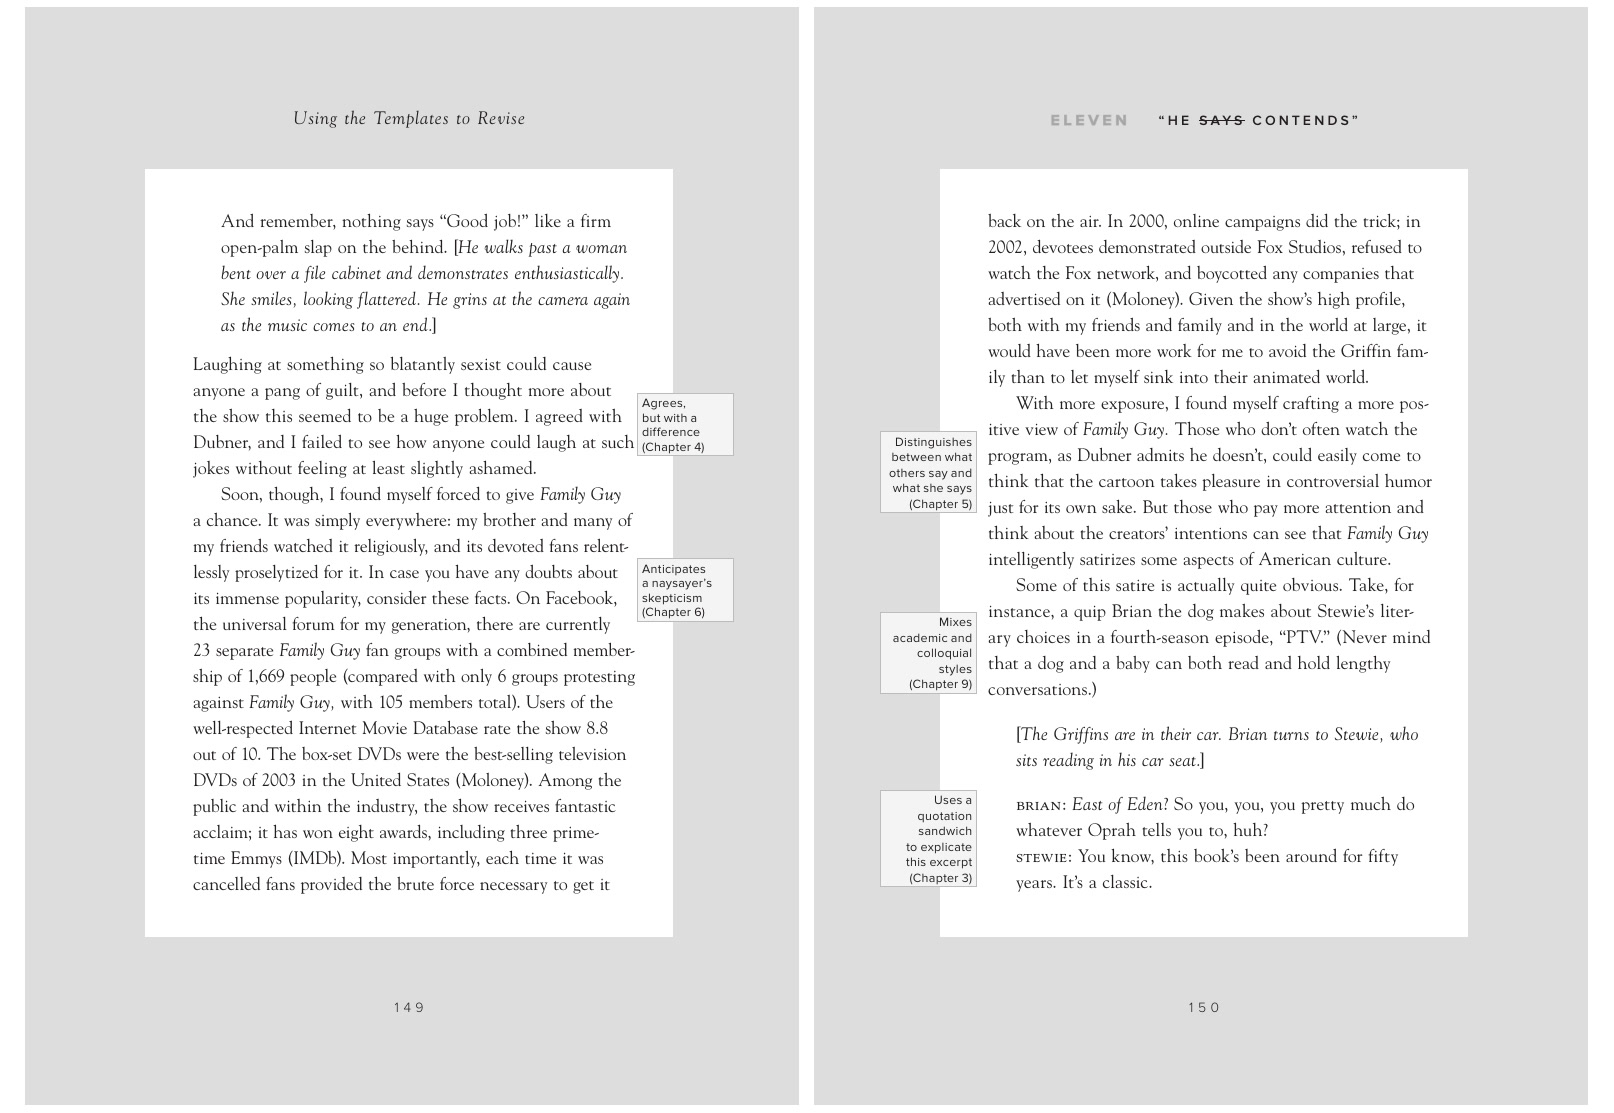 Using the Templates to Revise
And remember, nothing says “Good job!” like a firm
open-palm slap on the behind. [He walks past a woman
bent over a file cabinet and demonstrates enthusiastically.
She smiles, looking flattered. He grins at the camera again
as the music comes to an end.]
Laughing at something so blatantly sexist could cause
anyone a pang of guilt, and before I thought more about
the show this seemed to be a huge problem. I agreed with
Dubner, and I failed to see how anyone could laugh at such
jokes without feeling at least slightly ashamed.
Agrees,
but with a
difference
(Chapter 4)
Soon, though, I found myself forced to give Family Guy
a chance. It was simply everywhere: my brother and many of
my friends watched it religiously, and its devoted fans relent-
lessly proselytized for it. In case you have any doubts about
its immense popularity, consider these facts. On Facebook,
the universal forum for my generation, there are currently
23 separate Family Guy fan groups with a combined member-
ship of 1,669 people (compared with only 6 groups protesting
against Family Guy, with 105 members total). Users of the
well-respected Internet Movie Database rate the show 8.8
out of 10. The box-set DVDs were the best-selling television
DVDs of 2003 in the United States (Moloney). Among the
public and within the industry, the show receives fantastic
acclaim; it has won eight awards, including three prime-
time Emmys (IMDb). Most importantly, each time it was
cancelled fans provided the brute force necessary to get it
Anticipates
a naysayer’s
skepticism
(Chapter 6)
149
ELEVEN “HE SAYS CONTENDS”
back on the air. In 2000, online campaigns did the trick; in
2002, devotees demonstrated outside Fox Studios, refused to
watch the Fox network, and boycotted any companies that
advertised on it (Moloney). Given the show’s high profile,
both with my friends and family and in the world at large, it
would have been more work for me to avoid the Griffin fam-
ily than to let myself sink into their animated world.
With more exposure, I found myself crafting a more pos-
itive view of Family Guy. Those who don’t often watch the
program, as Dubner admits he doesn’t, could easily come to
think that the cartoon takes pleasure in controversial humor
just for its own sake. But those who pay more attention and
think about the creators’ intentions can see that Family Guy
intelligently satirizes some aspects of American culture.
Distinguishes
between what
others say and
what she says
(Chapter 5)
Some of this satire is actually quite obvious. Take, for
instance, a quip Brian the dog makes about Stewie’s liter-
ary choices in a fourth-season episode, “PTV.” (Never mind
that a dog and a baby can both read and hold lengthy
conversations.)
Mixes
academic and
colloquial
styles
(Chapter 9)
[The Griffins are in their car. Brian turns to Stewie, who
sits reading in his car seat.]
BRIAN: East of Eden? So you, you, you pretty much do
whatever Oprah tells you to, huh?
STEWIE: You know, this book’s been around for fifty
years. It’s a classic.
Uses a
quotation
sandwich
to explicate
this excerpt
(Chapter 3)
150